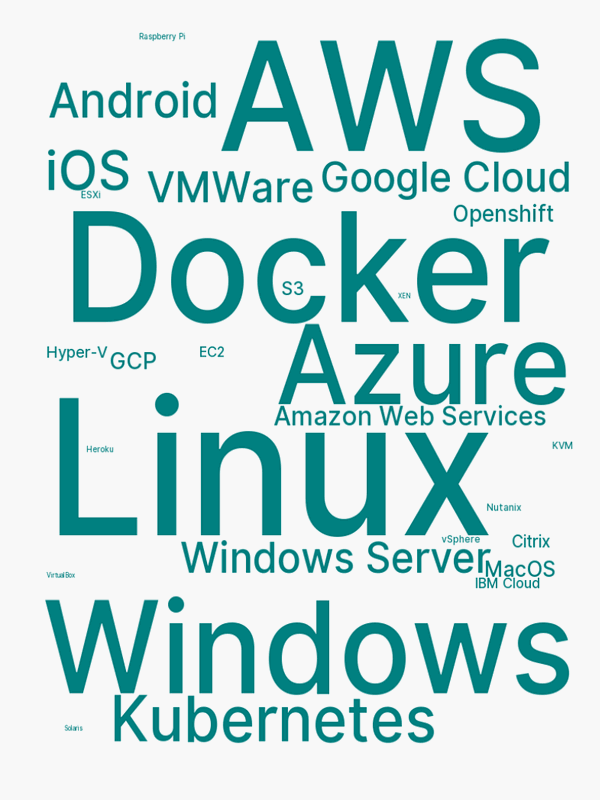 Raspberry Pi
AWS
Android
iOS
ESXi
VMWare
Google Cloud
Openshift
Docker
S3
XEN
Hyper-V
GCP
EC2
Azure
Amazon Web Services
Linux
Heroku
KVM
Nutanix
vSphere
Citrix
Windows Server
MacOS
IBM Cloud
VirtualBox
Windows
Kubernetes
Solaris